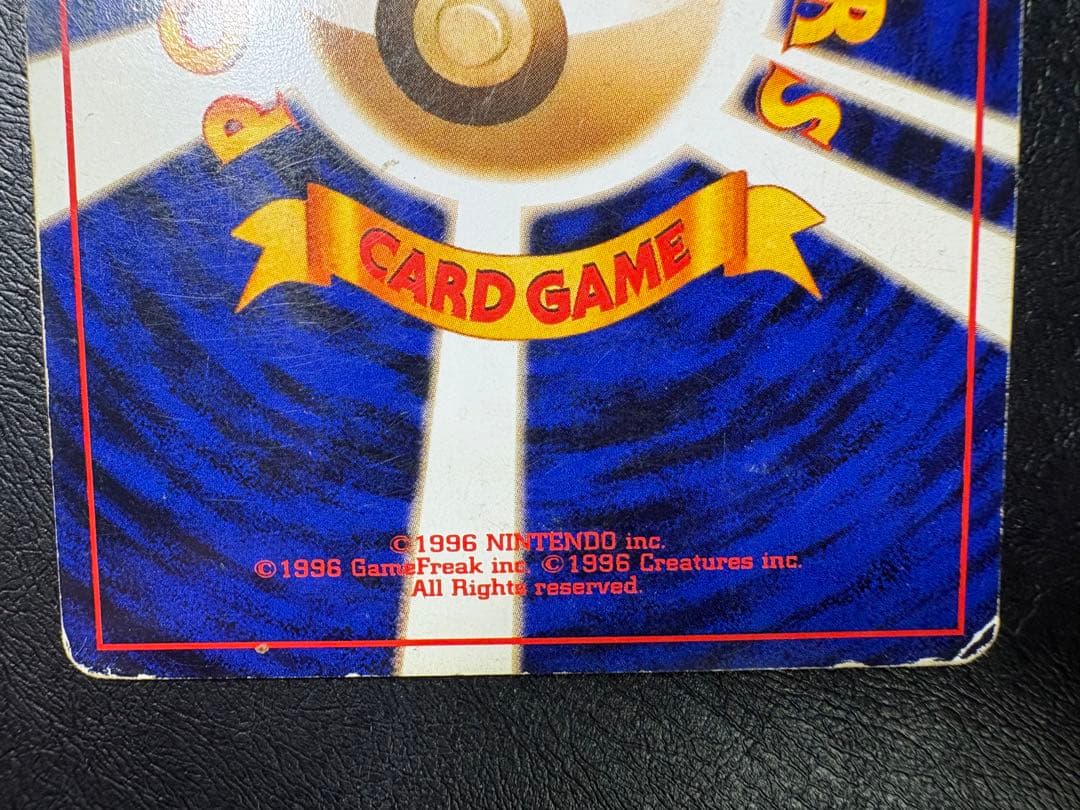 P
C
R
S
CARD GAME
©1996 NINTENDO inc.
©1996 GameFreak inc. ©1996 Creatures inc.
All Rights reserved.